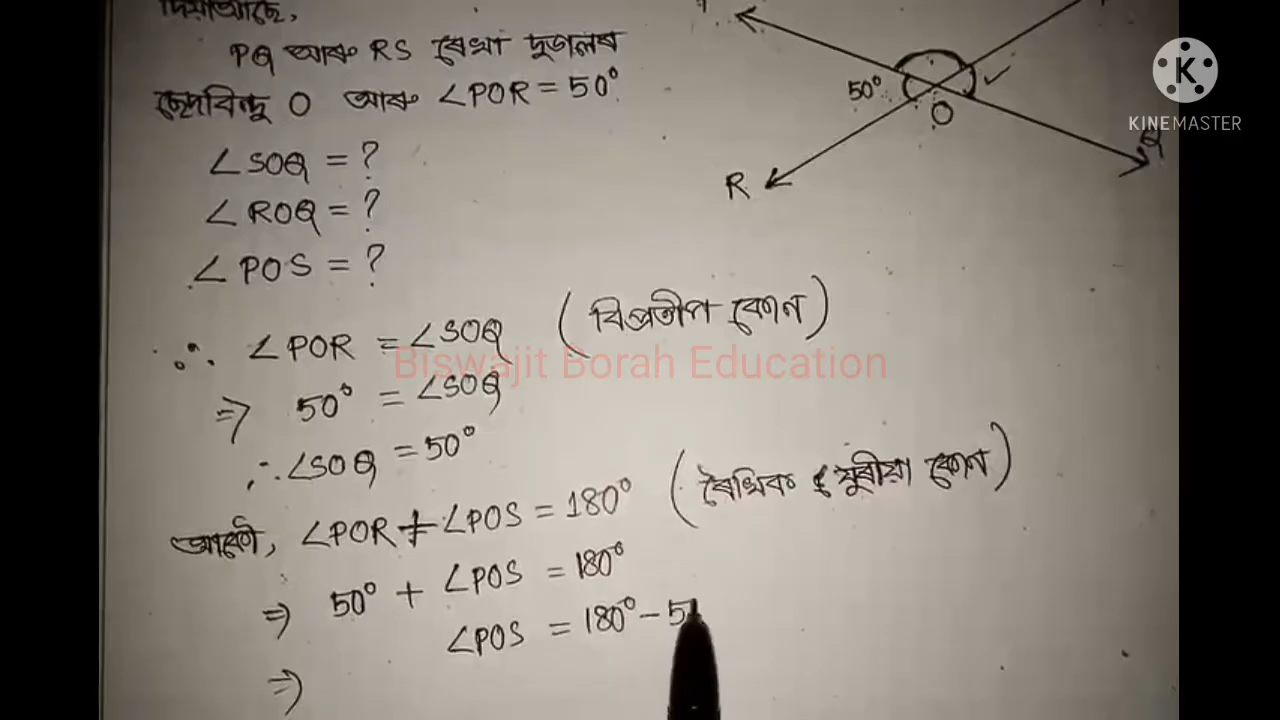 দিয়াআছে,
PQ আৰু RS ৰেখা দুডালৰ
ছেদবিন্দু O আৰু ∠POR = 50°
∠SOQ = ?
∠ROQ = ?
∠POS = ?
∴ ∠POR = ∠SOQ (বিপ্ৰতীপ কোণ)
⇒ 50° = ∠SOQ
∴ ∠SOQ = 50°
আকৌ, ∠POR + ∠POS = 180° (ৰৈখিক যুৰীয়া কোণ)
⇒ 50° + ∠POS = 180°
∠POS = 180° - 5
⇒
50°
O
R
Q
K
KINEMASTER
Biswajit Borah Education